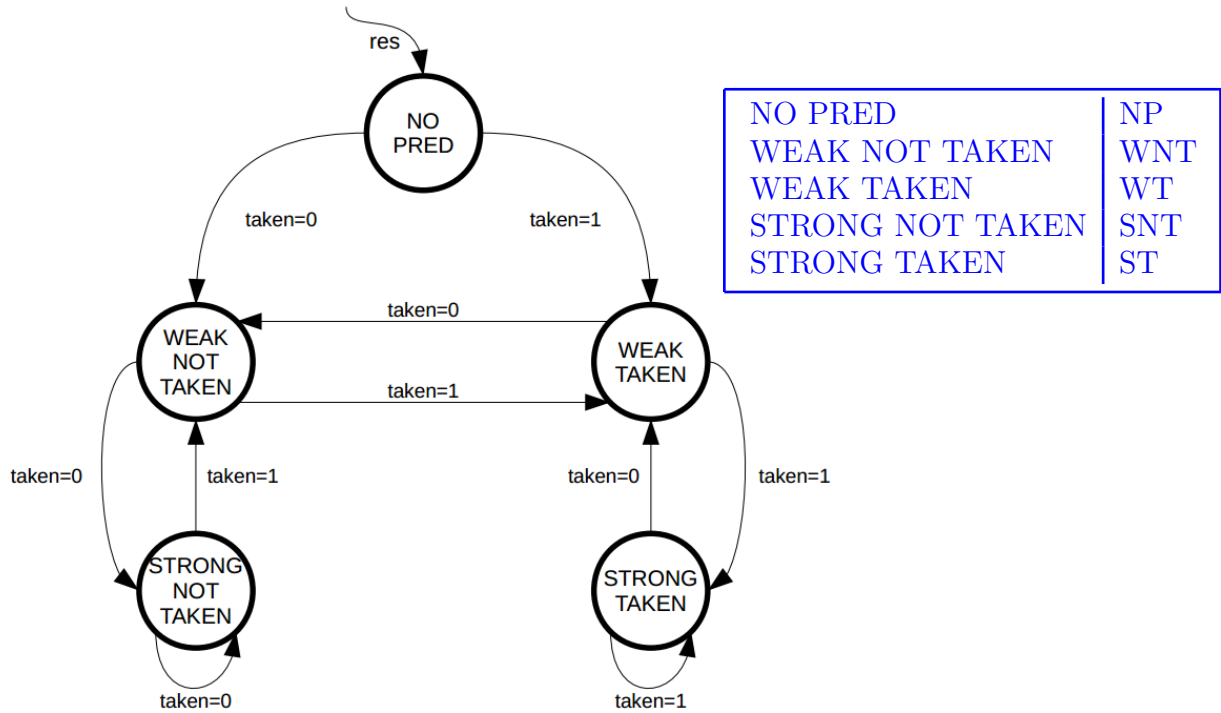 res
NO
PRED
NO PRED NP
WEAK NOT TAKEN WNT
WEAK TAKEN WT
STRONG NOT TAKEN SNT
STRONG TAKEN ST
taken=0
taken=1
taken=0
WEAK
NOT
TAKEN
WEAK
TAKEN
taken=1
taken=0
taken=1
taken=0
taken=1
STRONG
NOT
TAKEN
STRONG
TAKEN
taken=0
taken=1